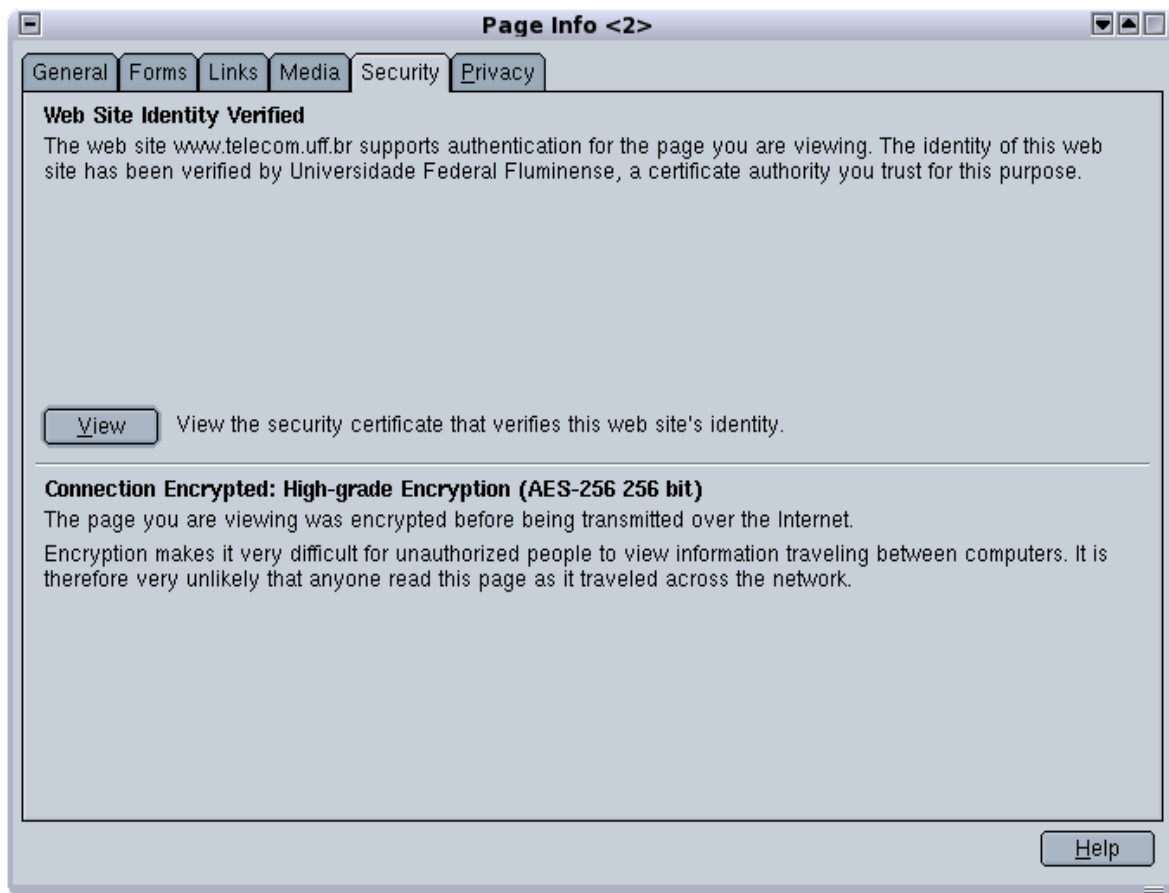 Page Info <2>
General Forms Links Media Security Privacy
Web Site Identity Verified
The web site www.telecom.uff.br supports authentication for the page you are viewing. The identity of this web
site has been verified by Universidade Federal Fluminense, a certificate authority you trust for this purpose.
View View the security certificate that verifies this web site's identity.
Connection Encrypted: High-grade Encryption (AES-256 256 bit)
The page you are viewing was encrypted before being transmitted over the Internet.
Encryption makes it very difficult for unauthorized people to view information traveling between computers. It is
therefore very unlikely that anyone read this page as it traveled across the network.
Help